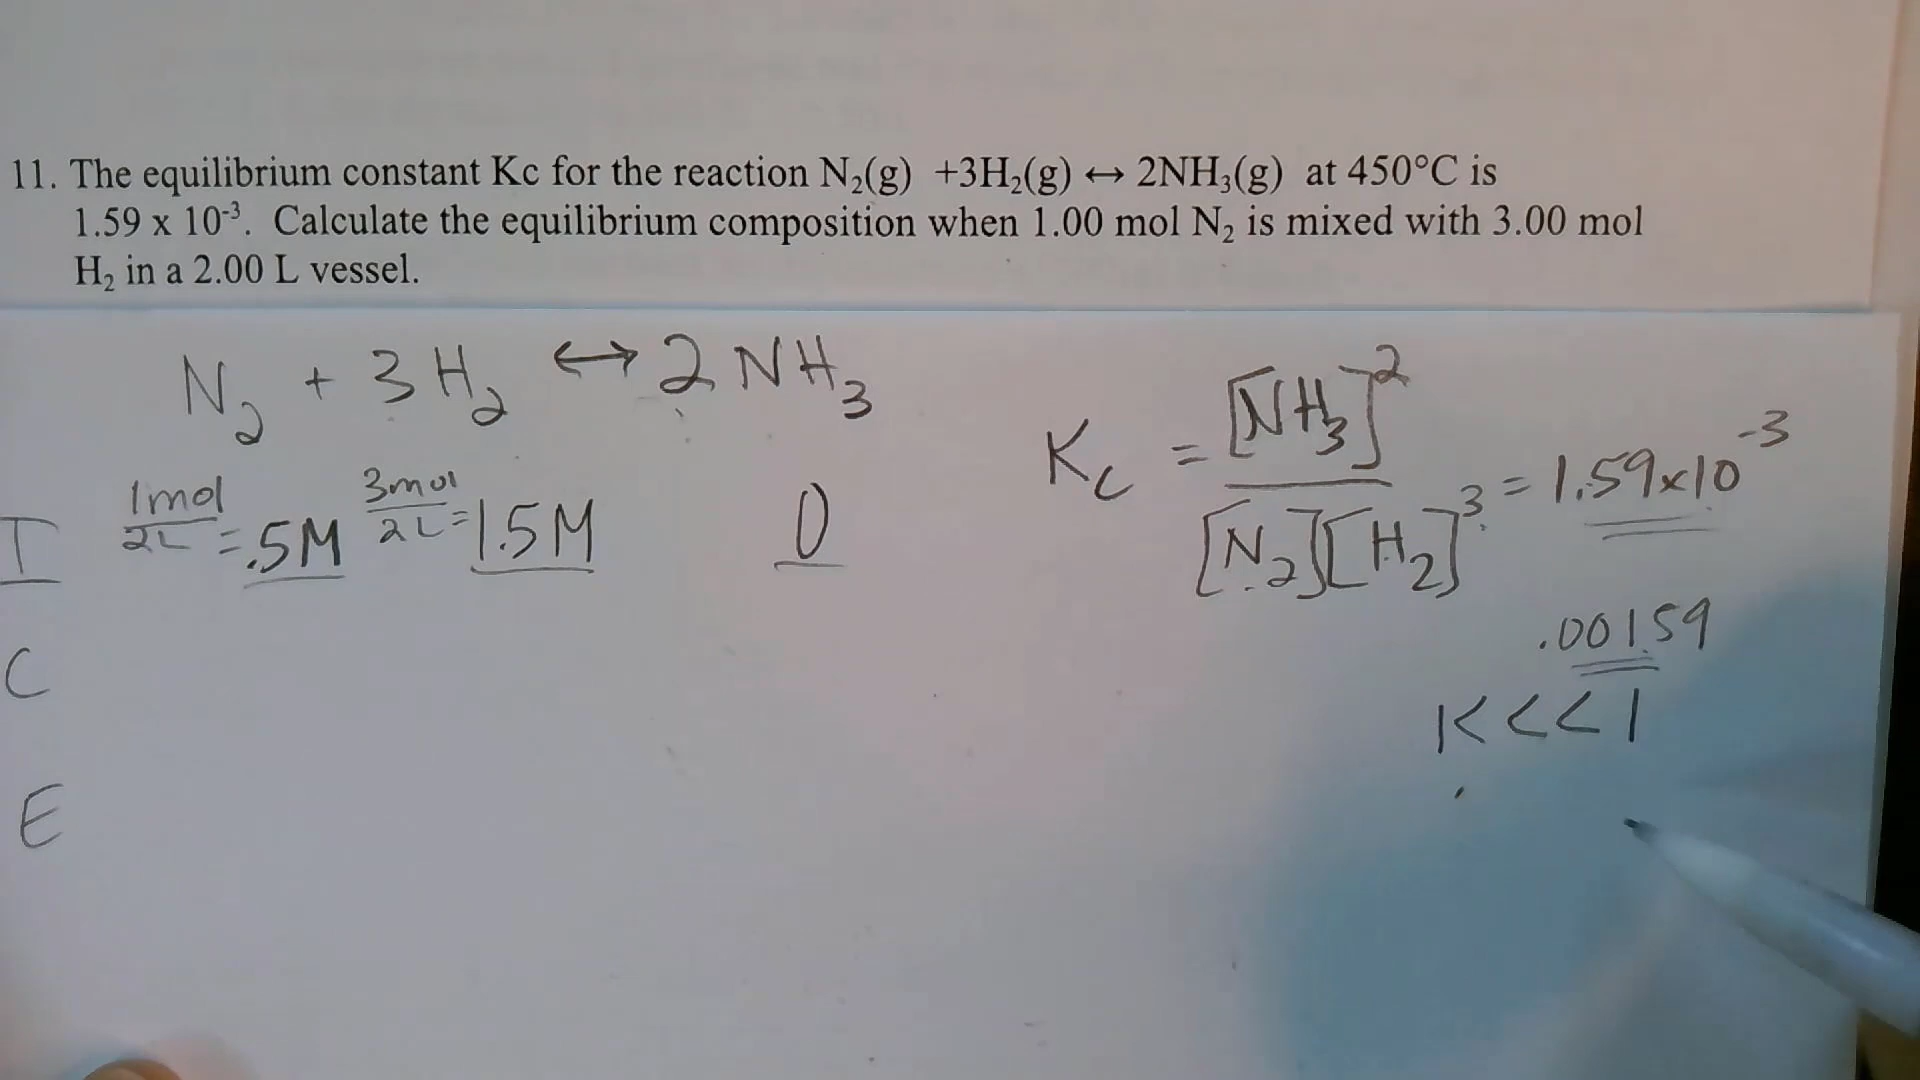 11. The equilibrium constant Kc for the reaction N₂(g) +3H₂(g) ↔ 2NH₃(g) at 450°C is
1.59 x 10⁻³. Calculate the equilibrium composition when 1.00 mol N₂ is mixed with 3.00 mol
H₂ in a 2.00 L vessel.
N₂ + 3H₂ ↔ 2NH₃
Kc = [NH₃]² / [N₂][H₂]³ = 1.59x10⁻³
I 1mol/2L = .5M 3mol/2L = 1.5M 0
.00159
C
K << 1
E